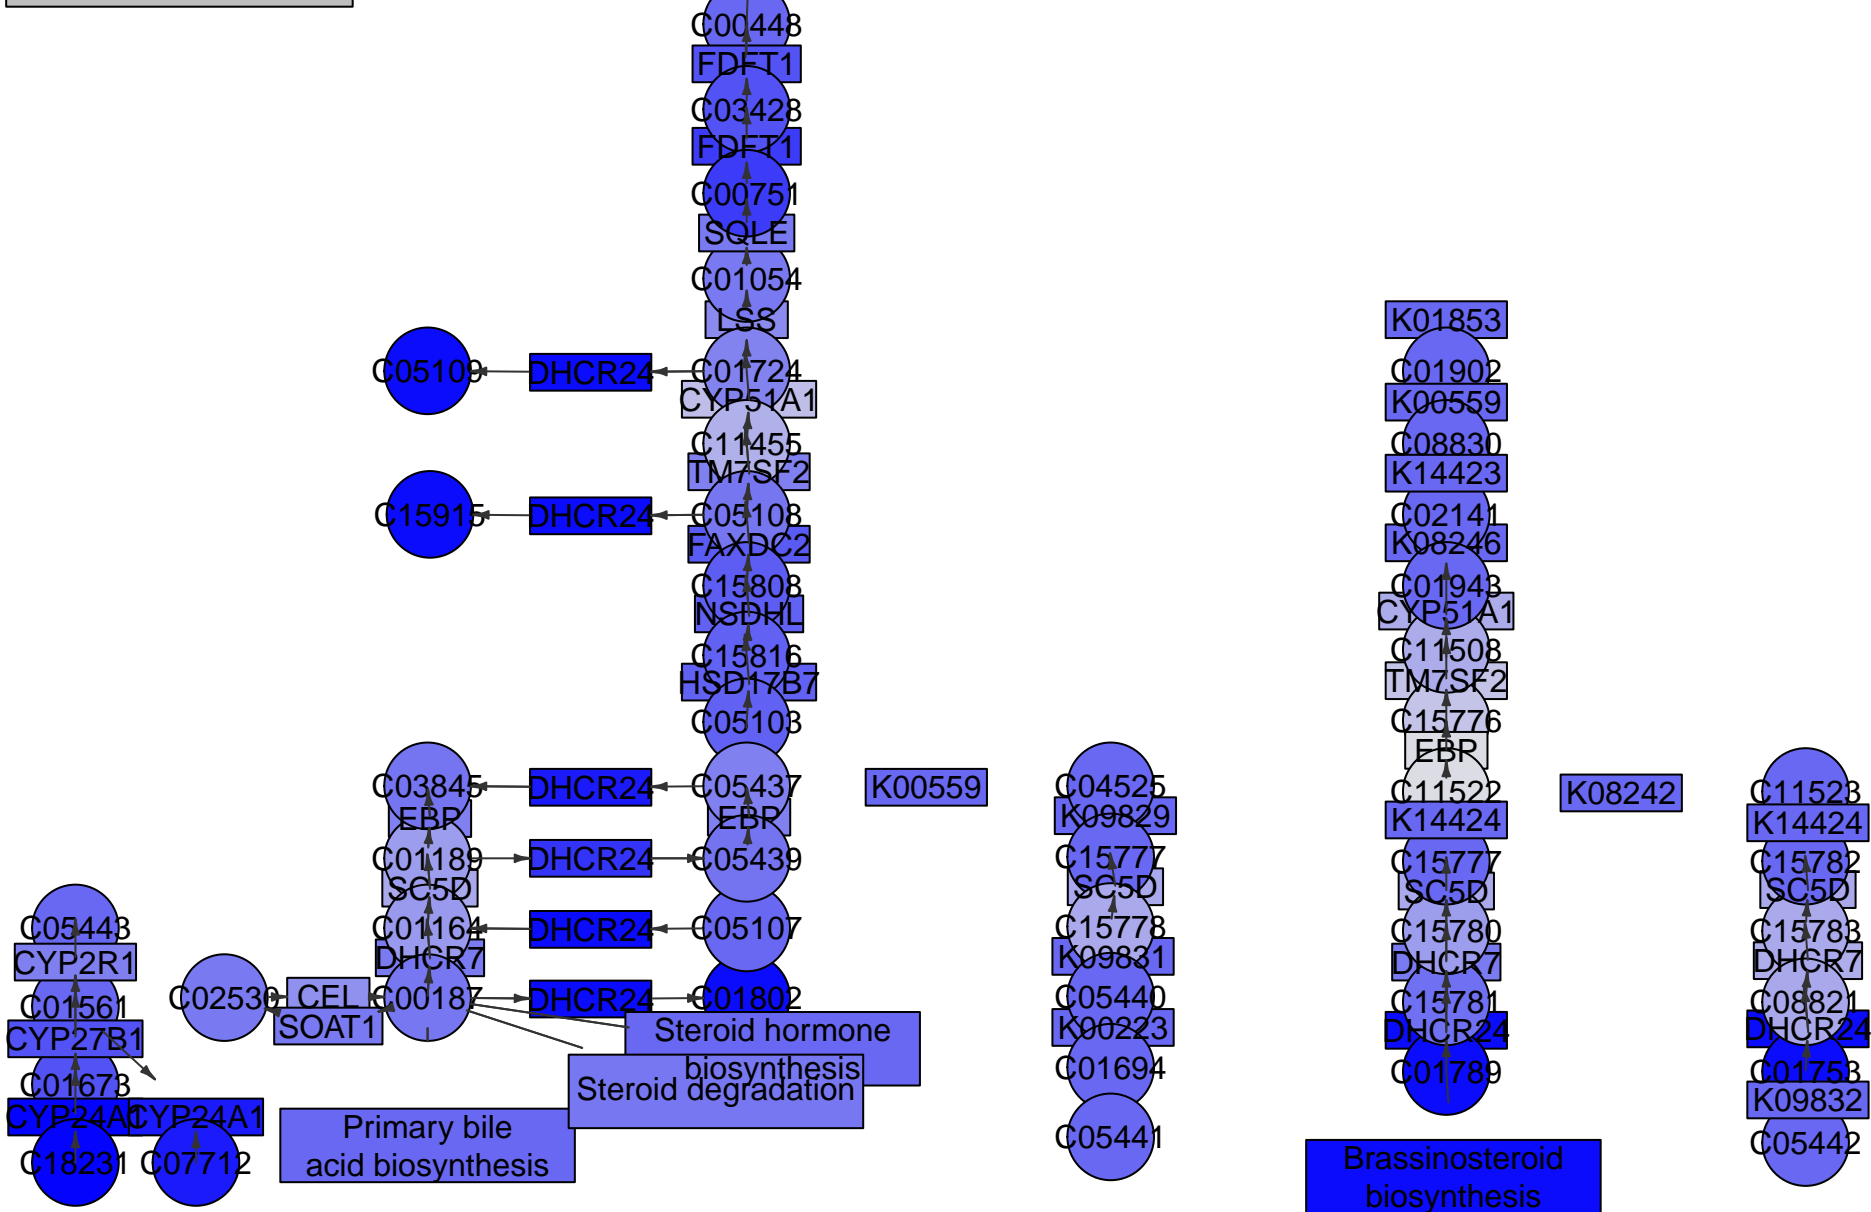 C00448
FDFT1
C03428
FDFT1
C00751
SQLE
C01054
LSS
C05109
DHCR24
C01724
CYP51A1
C11455
TM7SF2
C15915
DHCR24
C05108
FAXDC2
C15808
NSDHL
C15816
HSD17B7
C05103
C03845
DHCR24
C05437
EBP
EBP
C01189
DHCR24
C05439
SC5D
C01164
DHCR24
C05107
DHCR7
C02530
CEL
SOAT1
C00187
DHCR24
C01802
C05443
CYP2R1
C01561
CYP27B1
C01673
CYP24A1
CYP24A1
C18231
C07712
Steroid hormone
biosynthesis
Steroid degradation
Primary bile
acid biosynthesis
K00559
C04525
K09829
C15777
SC5D
C15778
K09831
C05440
K00223
C01694
C05441
K01853
C01902
K00559
C08830
K14423
C02141
K08246
C01943
CYP51A1
C11508
TM7SF2
C15776
EBP
C11522
K14424
C15777
SC5D
C15780
DHCR7
C15781
DHCR24
C01789
Brassinosteroid
biosynthesis
K08242
C11523
K14424
C15782
SC5D
C15783
DHCR7
C08821
DHCR24
C01753
K09832
C05442